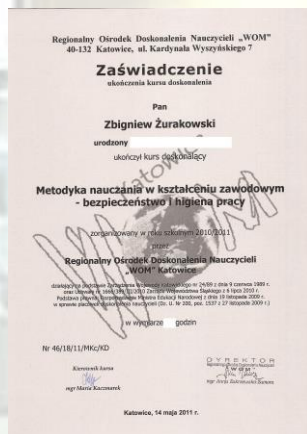 Regionalny Ośrodek Doskonalenia Nauczycieli „WOM”
40-132 Katowice, ul. Kardynała Wyszyńskiego 7
Zaświadczenie
ukończenia kursu doskonalenia
Pan
Zbigniew Żurakowski
urodzony
ukończył kurs doskonalący
Metodyka nauczania w kształceniu zawodowym
- bezpieczeństwo i higiena pracy
zorganizowany w roku szkolnym 2010/2011
przez
Regionalny Ośrodek Doskonalenia Nauczycieli
„WOM” Katowice
w wymiarze godzin
Nr 46/18/11/MKc/KD
Kierownik kursu
mgr Maria Kaczmarek
DYREKTOR
Katowice, 14 maja 2011 r.